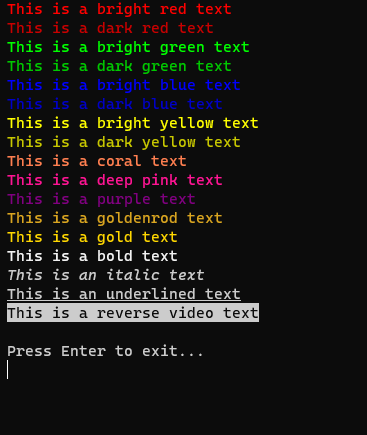 This is a bright red text
This is a dark red text
This is a bright green text
This is a dark green text
This is a bright blue text
This is a dark blue text
This is a bright yellow text
This is a dark yellow text
This is a coral text
This is a deep pink text
This is a purple text
This is a goldenrod text
This is a gold text
This is a bold text
This is an italic text
This is an underlined text
This is a reverse video text
Press Enter to exit...